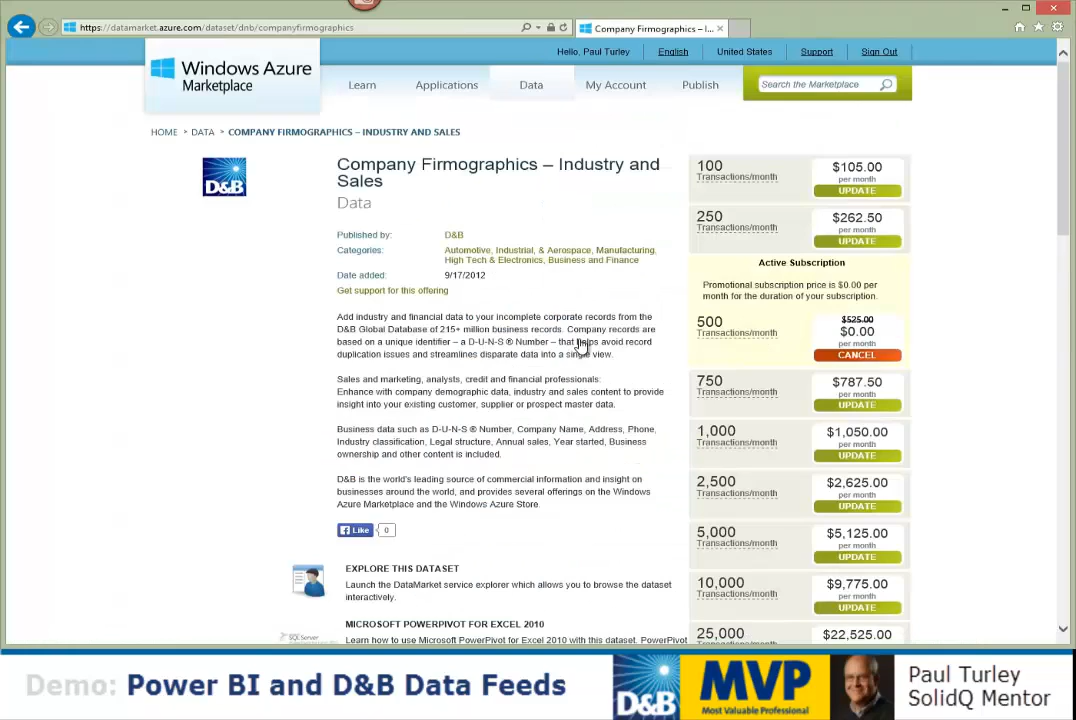 https://datamarket.azure.com/dataset/dnb/companyfirmographics
Company Firmographics – I...
Hello, Paul Turley
English
United States
Support
Sign Out
Windows Azure
Marketplace
Learn
Applications
Data
My Account
Publish
Search the Marketplace
HOME > DATA > COMPANY FIRMOGRAPHICS – INDUSTRY AND SALES
D&B
Company Firmographics – Industry and
Sales
Data
Published by: D&B
Categories: Automotive, Industrial, & Aerospace, Manufacturing,
High Tech & Electronics, Business and Finance
Date added: 9/17/2012
Get support for this offering
Add industry and financial data to your incomplete corporate records from the
D&B Global Database of 215+ million business records. Company records are
based on a unique identifier – a D-U-N-S ® Number – that helps avoid record
duplication issues and streamlines disparate data into a single view.
Sales and marketing, analysts, credit and financial professionals:
Enhance with company demographic data, industry and sales content to provide
insight into your existing customer, supplier or prospect master data.
Business data such as D-U-N-S ® Number, Company Name, Address, Phone,
Industry classification, Legal structure, Annual sales, Year started, Business
ownership and other content is included.
D&B is the world's leading source of commercial information and insight on
businesses around the world, and provides several offerings on the Windows
Azure Marketplace and the Windows Azure Store.
Like 0
EXPLORE THIS DATASET
Launch the DataMarket service explorer which allows you to browse the dataset
interactively.
SQL Server
MICROSOFT POWERPIVOT FOR EXCEL 2010
Learn how to use Microsoft PowerPivot for Excel 2010 with this dataset. PowerPivot
100
Transactions/month
$105.00
per month
UPDATE
250
Transactions/month
$262.50
per month
UPDATE
Active Subscription
Promotional subscription price is $0.00 per
month for the duration of your subscription.
500
Transactions/month
$525.00
$0.00
per month
CANCEL
750
Transactions/month
$787.50
per month
UPDATE
1,000
Transactions/month
$1,050.00
per month
UPDATE
2,500
Transactions/month
$2,625.00
per month
UPDATE
5,000
Transactions/month
$5,125.00
per month
UPDATE
10,000
Transactions/month
$9,775.00
per month
UPDATE
25,000
Transactions/month
$22,525.00
Demo: Power BI and D&B Data Feeds
D&B
MVP
Most Valuable Professional
Paul Turley
SolidQ Mentor